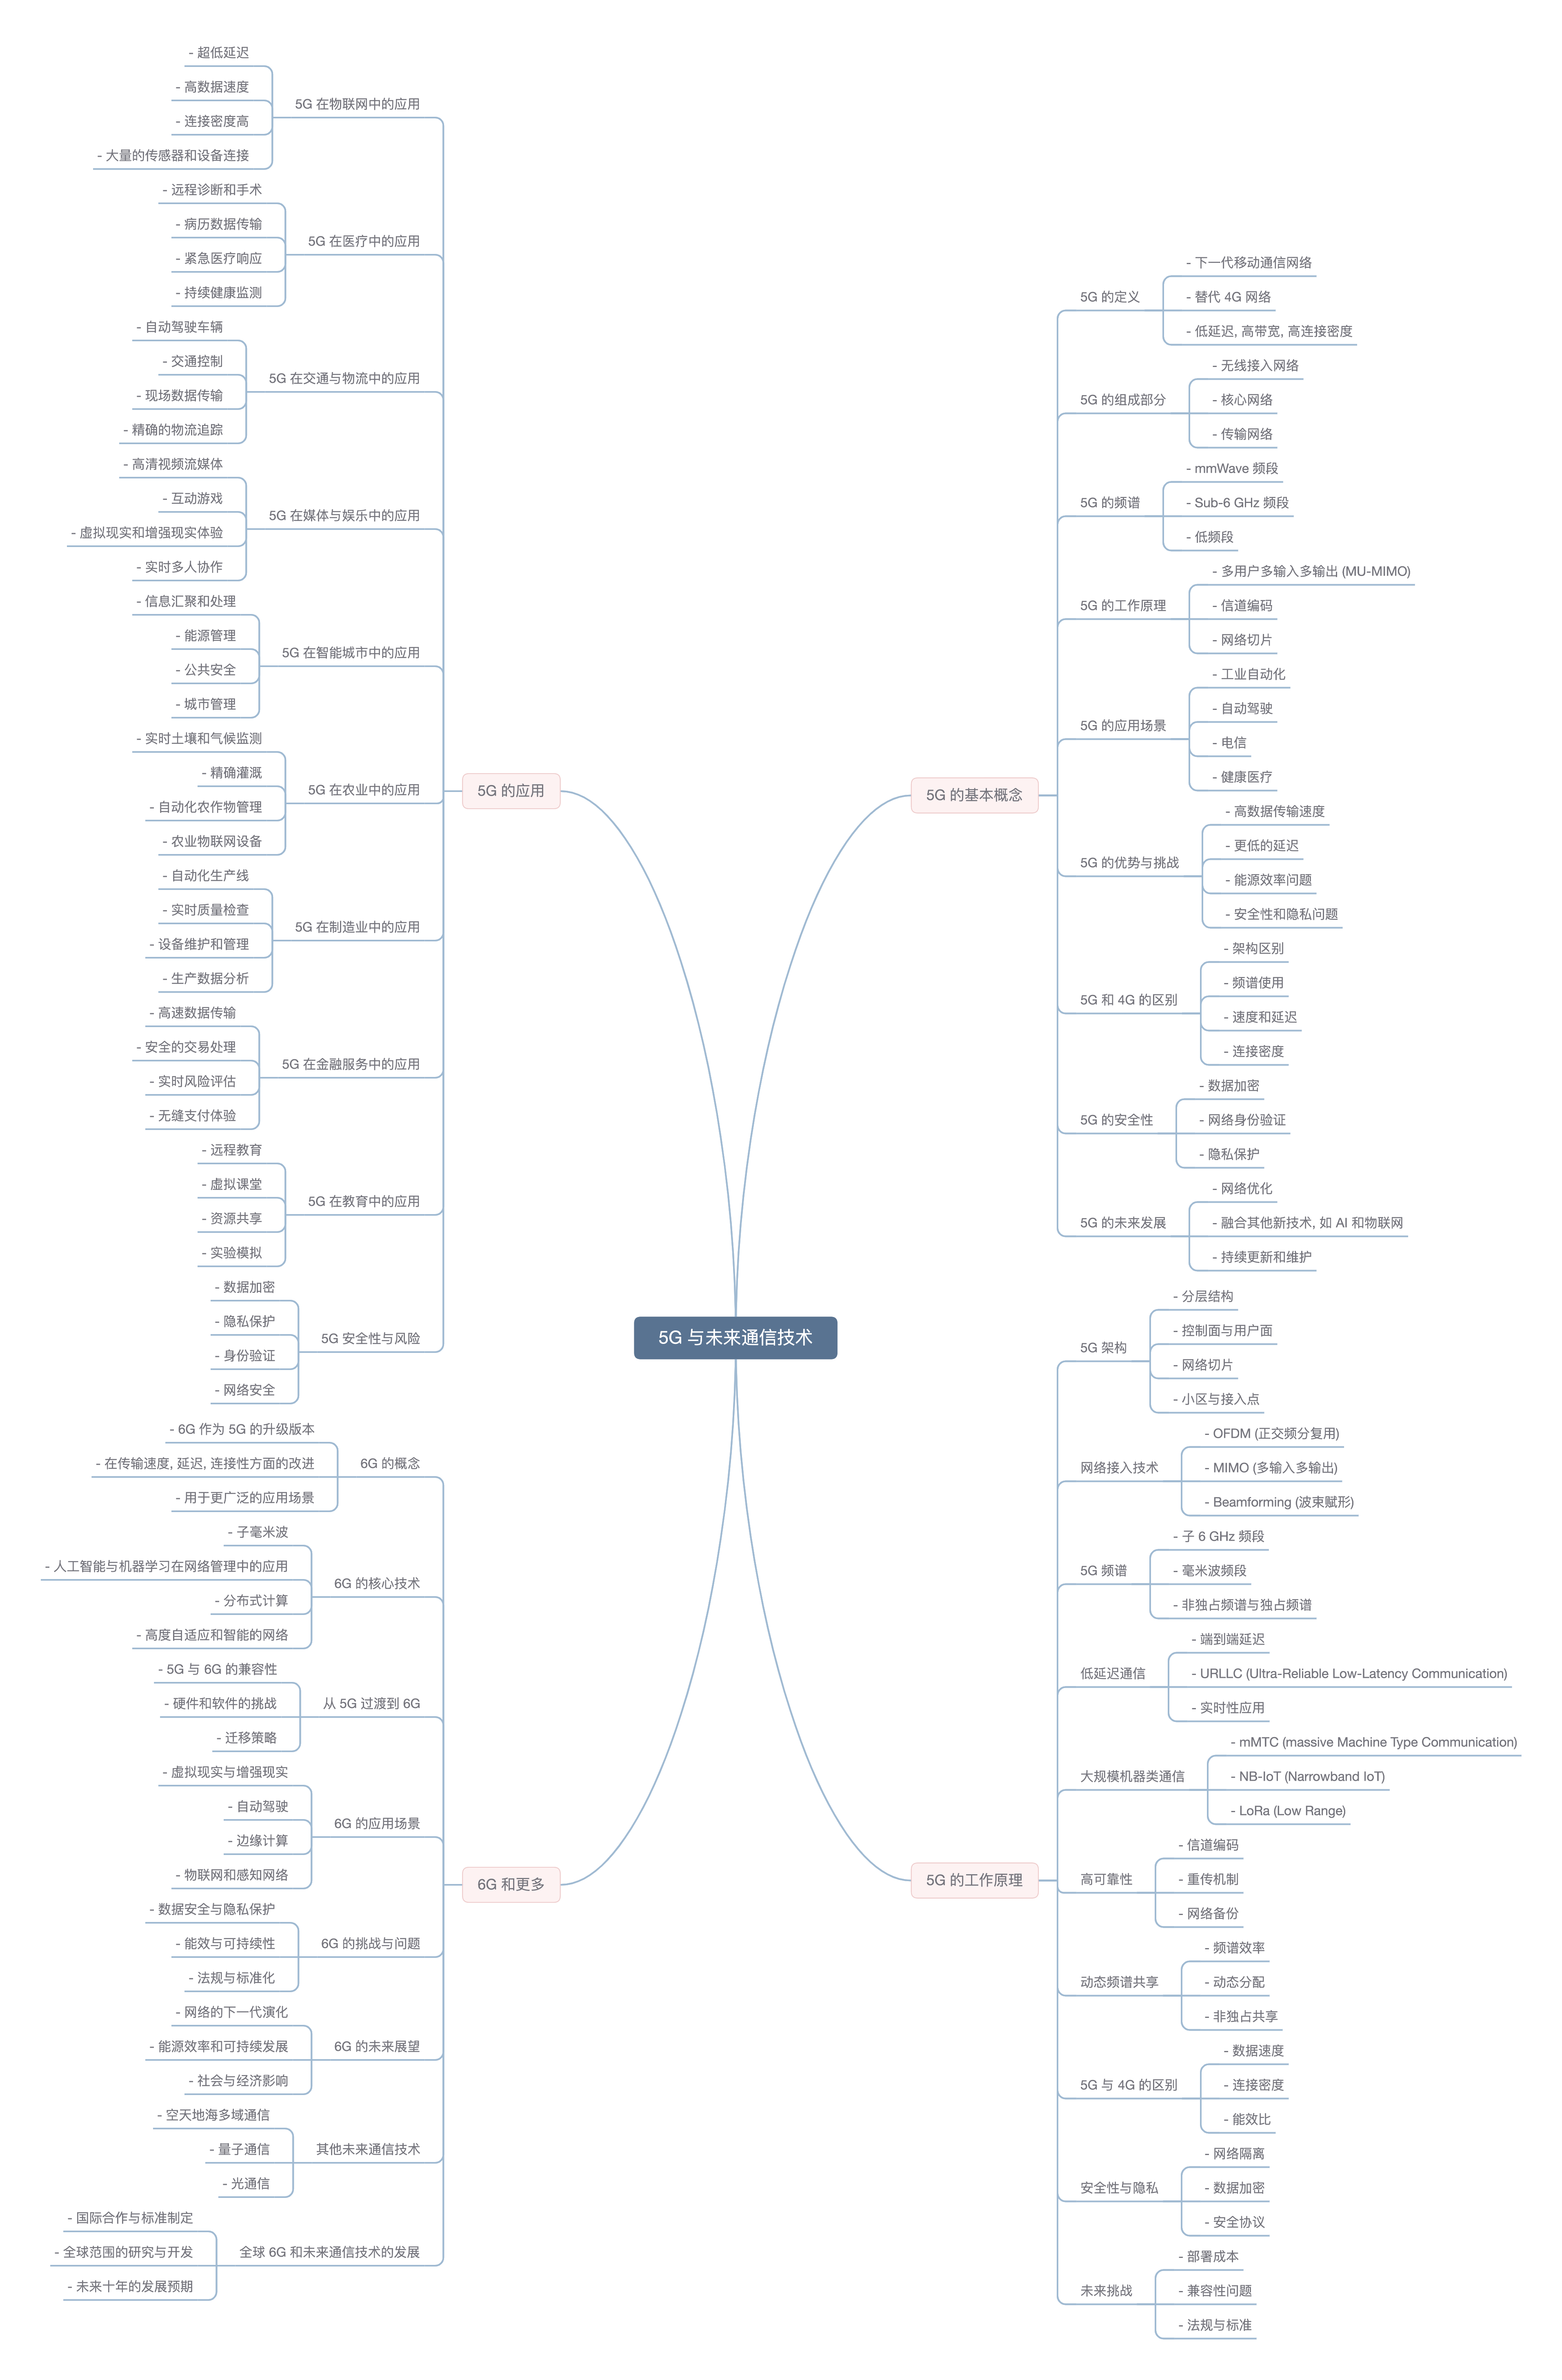 5G 与未来通信技术
5G 的基本概念
5G 的定义
- 下一代移动通信网络
- 替代 4G 网络
- 低延迟, 高带宽, 高连接密度
5G 的组成部分
- 无线接入网络
- 核心网络
- 传输网络
5G 的频谱
- mmWave 频段
- Sub-6 GHz 频段
- 低频段
5G 的工作原理
- 多用户多输入多输出 (MU-MIMO)
- 信道编码
- 网络切片
5G 的应用场景
- 工业自动化
- 自动驾驶
- 电信
- 健康医疗
5G 的优势与挑战
- 高数据传输速度
- 更低的延迟
- 能源效率问题
- 安全性和隐私问题
5G 和 4G 的区别
- 架构区别
- 频谱使用
- 速度和延迟
- 连接密度
5G 的安全性
- 数据加密
- 网络身份验证
- 隐私保护
5G 的未来发展
- 网络优化
- 融合其他新技术, 如 AI 和物联网
- 持续更新和维护
5G 的工作原理
5G 架构
- 分层结构
- 控制面与用户面
- 网络切片
- 小区与接入点
网络接入技术
- OFDM (正交频分复用)
- MIMO (多输入多输出)
- Beamforming (波束赋形)
5G 频谱
- 子 6 GHz 频段
- 毫米波频段
- 非独占频谱与独占频谱
低延迟通信
- 端到端延迟
- URLLC (Ultra-Reliable Low-Latency Communication)
- 实时性应用
大规模机器类通信
- mMTC (massive Machine Type Communication)
- NB-IoT (Narrowband IoT)
- LoRa (Low Range)
高可靠性
- 信道编码
- 重传机制
- 网络备份
动态频谱共享
- 频谱效率
- 动态分配
- 非独占共享
5G 与 4G 的区别
- 数据速度
- 连接密度
- 能效比
安全性与隐私
- 网络隔离
- 数据加密
- 安全协议
未来挑战
- 部署成本
- 兼容性问题
- 法规与标准
5G 的应用
5G 在物联网中的应用
- 超低延迟
- 高数据速度
- 连接密度高
- 大量的传感器和设备连接
5G 在医疗中的应用
- 远程诊断和手术
- 病历数据传输
- 紧急医疗响应
- 持续健康监测
5G 在交通与物流中的应用
- 自动驾驶车辆
- 交通控制
- 现场数据传输
- 精确的物流追踪
5G 在媒体与娱乐中的应用
- 高清视频流媒体
- 互动游戏
- 虚拟现实和增强现实体验
- 实时多人协作
5G 在智能城市中的应用
- 信息汇聚和处理
- 能源管理
- 公共安全
- 城市管理
5G 在农业中的应用
- 实时土壤和气候监测
- 精确灌溉
- 自动化农作物管理
- 农业物联网设备
5G 在制造业中的应用
- 自动化生产线
- 实时质量检查
- 设备维护和管理
- 生产数据分析
5G 在金融服务中的应用
- 高速数据传输
- 安全的交易处理
- 实时风险评估
- 无缝支付体验
5G 在教育中的应用
- 远程教育
- 虚拟课堂
- 资源共享
- 实验模拟
5G 安全性与风险
- 数据加密
- 隐私保护
- 身份验证
- 网络安全
6G 和更多
6G 的概念
- 6G 作为 5G 的升级版本
- 在传输速度, 延迟, 连接性方面的改进
- 用于更广泛的应用场景
6G 的核心技术
- 子毫米波
- 人工智能与机器学习在网络管理中的应用
- 分布式计算
- 高度自适应和智能的网络
从 5G 过渡到 6G
- 5G 与 6G 的兼容性
- 硬件和软件的挑战
- 迁移策略
6G 的应用场景
- 虚拟现实与增强现实
- 自动驾驶
- 边缘计算
- 物联网和感知网络
6G 的挑战与问题
- 数据安全与隐私保护
- 能效与可持续性
- 法规与标准化
6G 的未来展望
- 网络的下一代演化
- 能源效率和可持续发展
- 社会与经济影响
其他未来通信技术
- 空天地海多域通信
- 量子通信
- 光通信
全球 6G 和未来通信技术的发展
- 国际合作与标准制定
- 全球范围的研究与开发
- 未来十年的发展预期